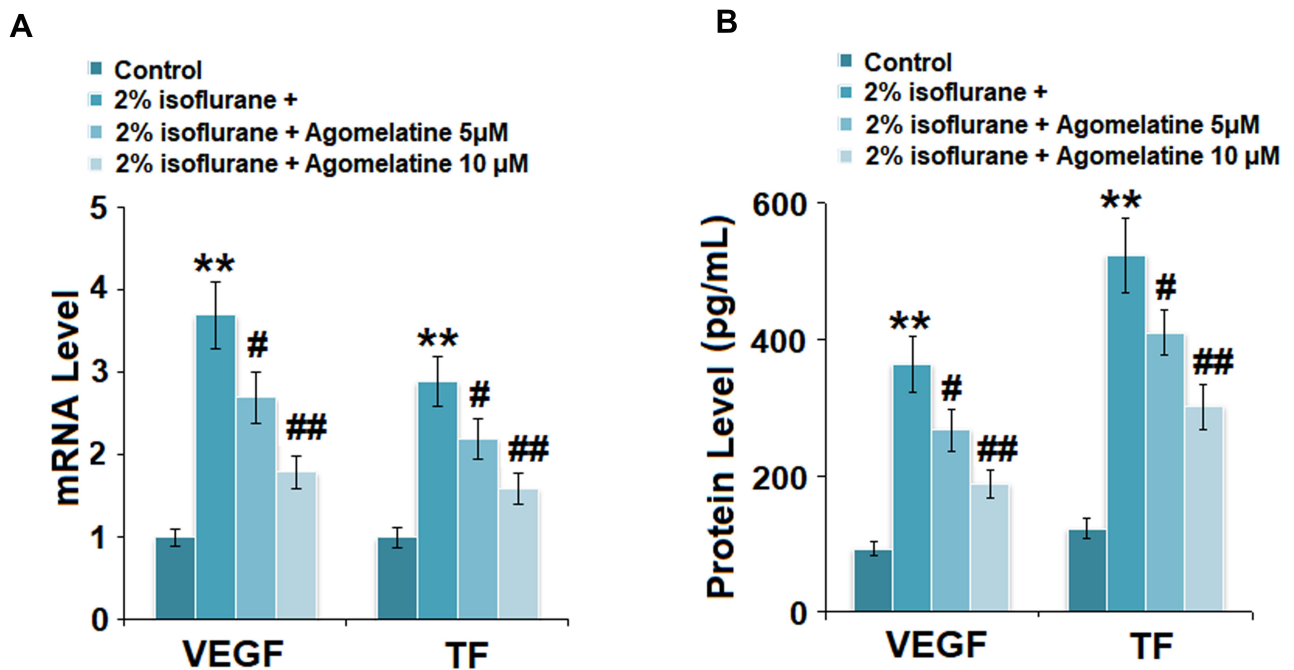 A
Control
2% isoflurane +
2% isoflurane + Agomelatine 5μM
2% isoflurane + Agomelatine 10 μM
mRNA Level
5
4
3
2
1
0
**
#
##
**
#
##
VEGF
TF
B
Control
2% isoflurane +
2% isoflurane + Agomelatine 5μM
2% isoflurane + Agomelatine 10 μM
Protein Level (pg/mL)
600
400
200
0
**
#
##
**
#
##
VEGF
TF